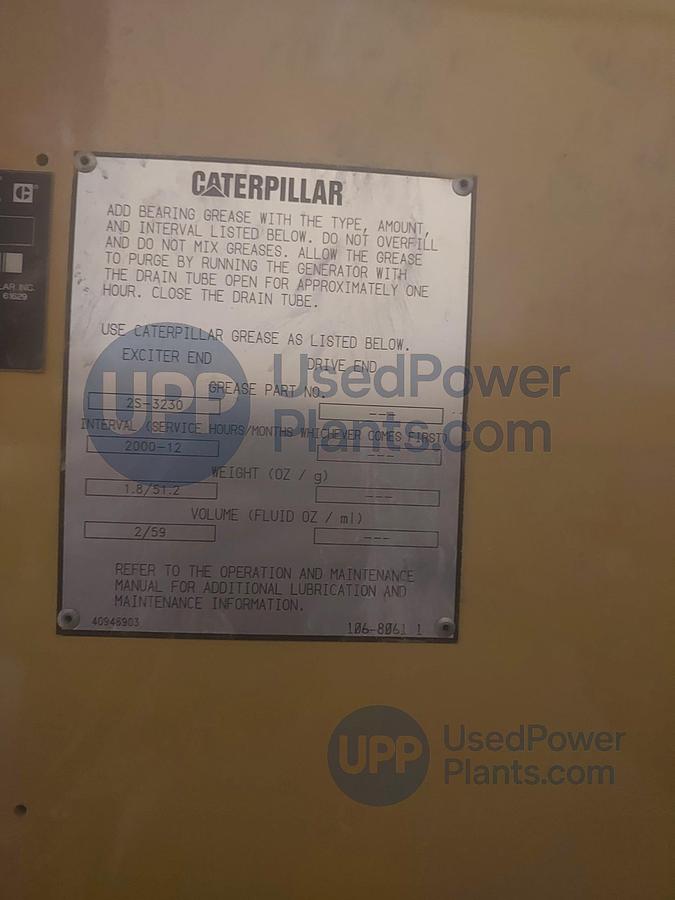 CATERPILLAR
ADD BEARING GREASE WITH THE TYPE, AMOUNT,
AND INTERVAL LISTED BELOW. DO NOT OVERFILL
AND DO NOT MIX GREASES. ALLOW THE GREASE
TO PURGE BY RUNNING THE GENERATOR WITH
THE DRAIN TUBE OPEN FOR APPROXIMATELY ONE
HOUR. CLOSE THE DRAIN TUBE.
USE CATERPILLAR GREASE AS LISTED BELOW.
EXCITER END DRIVE END
GREASE PART NO.
2S-3230 ---
INTERVAL (SERVICE HOURS/MONTHS WHICHEVER COMES FIRST)
2000-12 ---
WEIGHT (OZ / g)
1.8/51.2 ---
VOLUME (FLUID OZ / ml)
2/59 ---
REFER TO THE OPERATION AND MAINTENANCE
MANUAL FOR ADDITIONAL LUBRICATION AND
MAINTENANCE INFORMATION.
40946903 106-8061 1
LAR INC.
61629
UPP UsedPower
Plants.com
UPP UsedPower
Plants.com